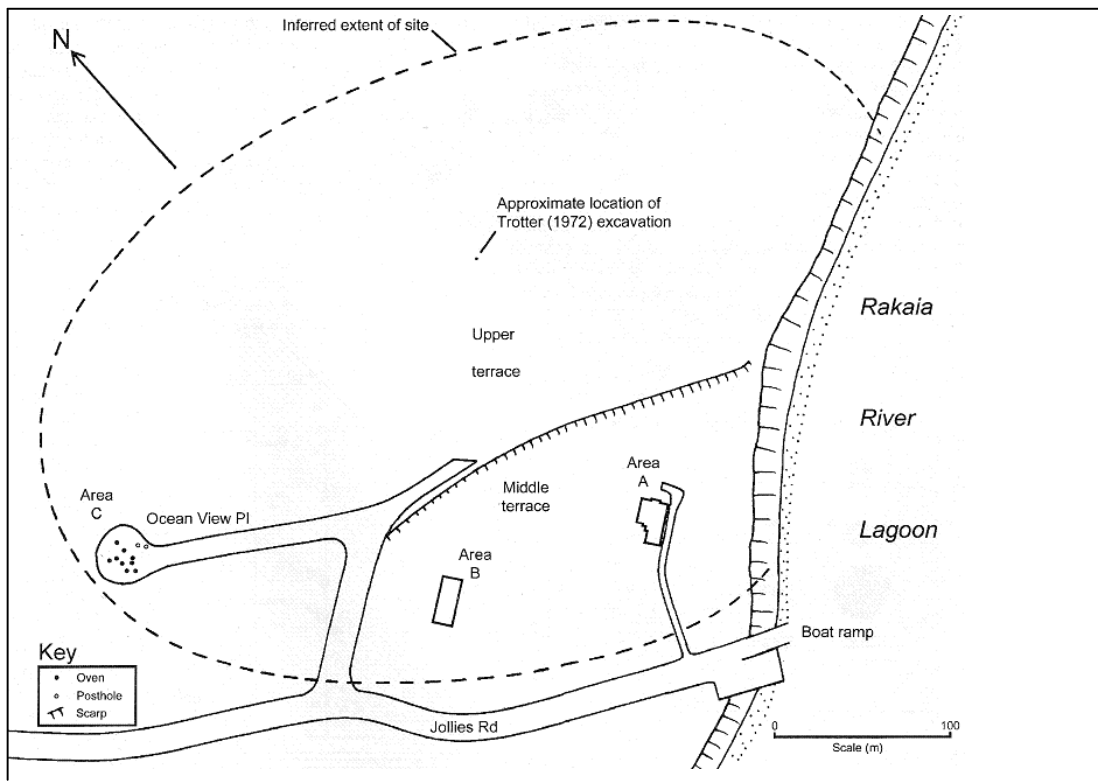 N
Inferred extent of site
Approximate location of
Trotter (1972) excavation
Upper
terrace
Rakaia
River
Lagoon
Area
A
Middle
terrace
Area
C
Ocean View Pl
Area
B
Boat ramp
Key
Oven
Posthole
Scarp
Jollies Rd
0 100
Scale (m)